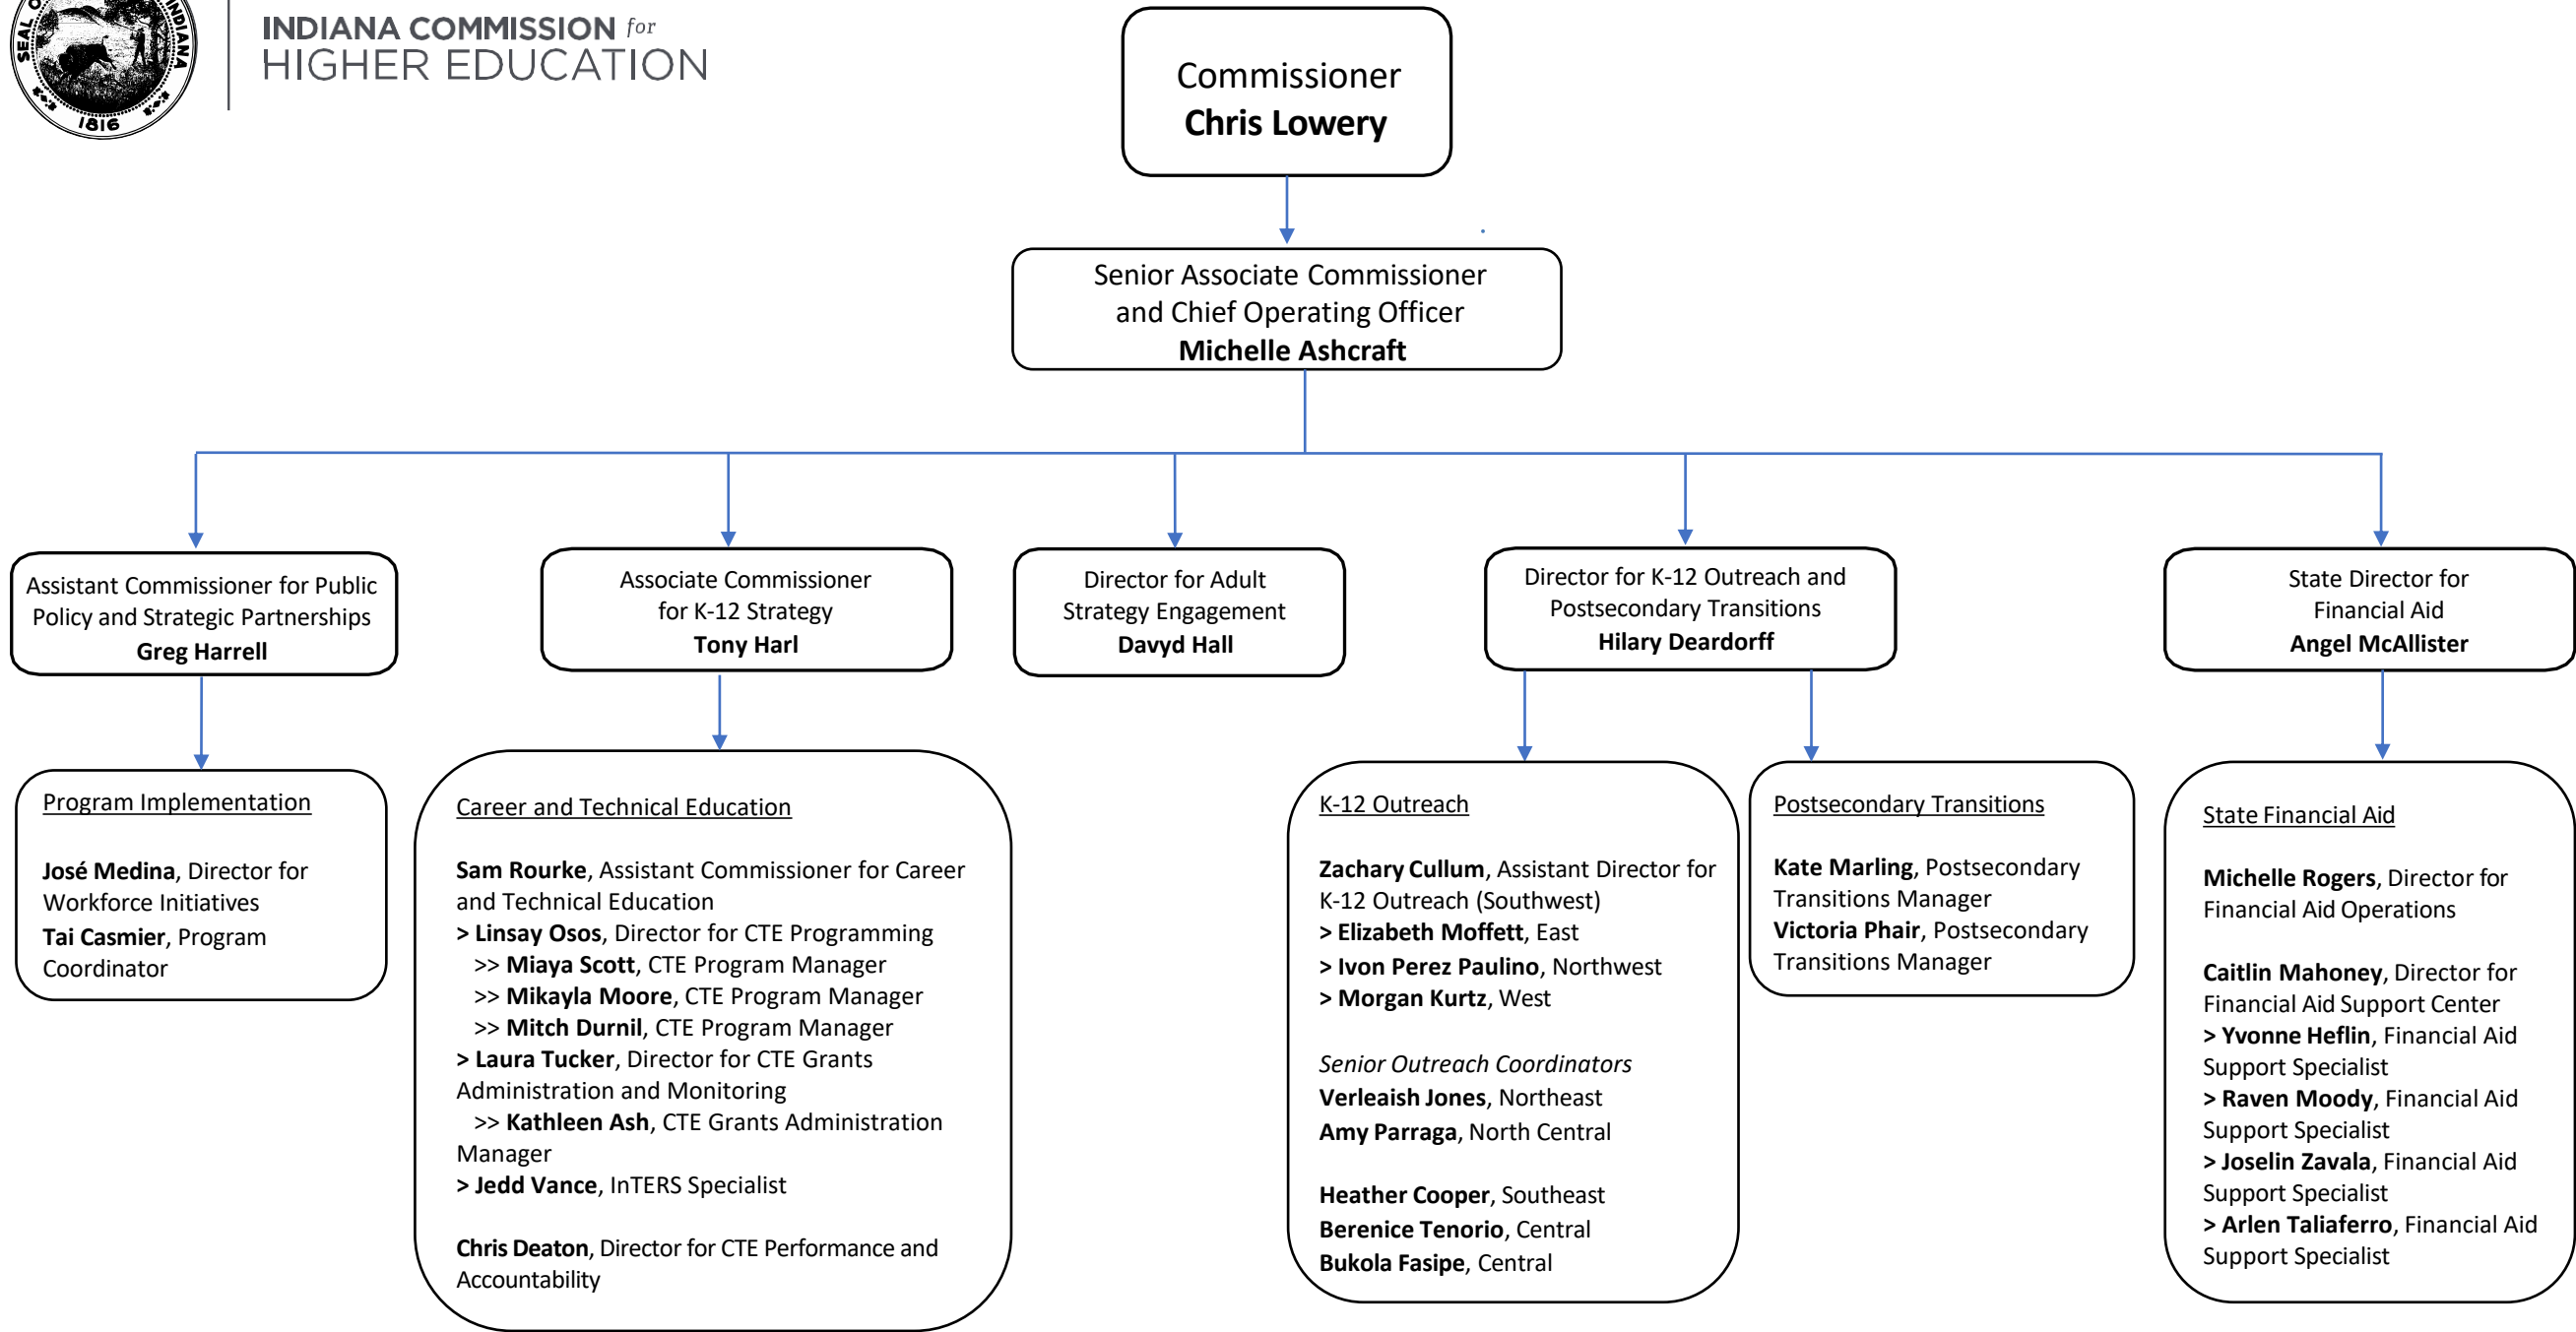 SEAL O
INDIANA
1816
INDIANA COMMISSION for
HIGHER EDUCATION
Commissioner
Chris Lowery
Senior Associate Commissioner
and Chief Operating Officer
Michelle Ashcraft
Assistant Commissioner for Public
Policy and Strategic Partnerships
Greg Harrell
Associate Commissioner
for K-12 Strategy
Tony Harl
Director for Adult
Strategy Engagement
Davyd Hall
Director for K-12 Outreach and
Postsecondary Transitions
Hilary Deardorff
State Director for
Financial Aid
Angel McAllister
Program Implementation
José Medina, Director for
Workforce Initiatives
Tai Casmier, Program
Coordinator
Career and Technical Education
Sam Rourke, Assistant Commissioner for Career
and Technical Education
> Linsay Osos, Director for CTE Programming
>> Miaya Scott, CTE Program Manager
>> Mikayla Moore, CTE Program Manager
>> Mitch Durnil, CTE Program Manager
> Laura Tucker, Director for CTE Grants
Administration and Monitoring
>> Kathleen Ash, CTE Grants Administration
Manager
> Jedd Vance, InTERS Specialist
Chris Deaton, Director for CTE Performance and
Accountability
K-12 Outreach
Zachary Cullum, Assistant Director for
K-12 Outreach (Southwest)
> Elizabeth Moffett, East
> Ivon Perez Paulino, Northwest
> Morgan Kurtz, West
Senior Outreach Coordinators
Verleaish Jones, Northeast
Amy Parraga, North Central
Heather Cooper, Southeast
Berenice Tenorio, Central
Bukola Fasipe, Central
Postsecondary Transitions
Kate Marling, Postsecondary
Transitions Manager
Victoria Phair, Postsecondary
Transitions Manager
State Financial Aid
Michelle Rogers, Director for
Financial Aid Operations
Caitlin Mahoney, Director for
Financial Aid Support Center
> Yvonne Heflin, Financial Aid
Support Specialist
> Raven Moody, Financial Aid
Support Specialist
> Joselin Zavala, Financial Aid
Support Specialist
> Arlen Taliaferro, Financial Aid
Support Specialist